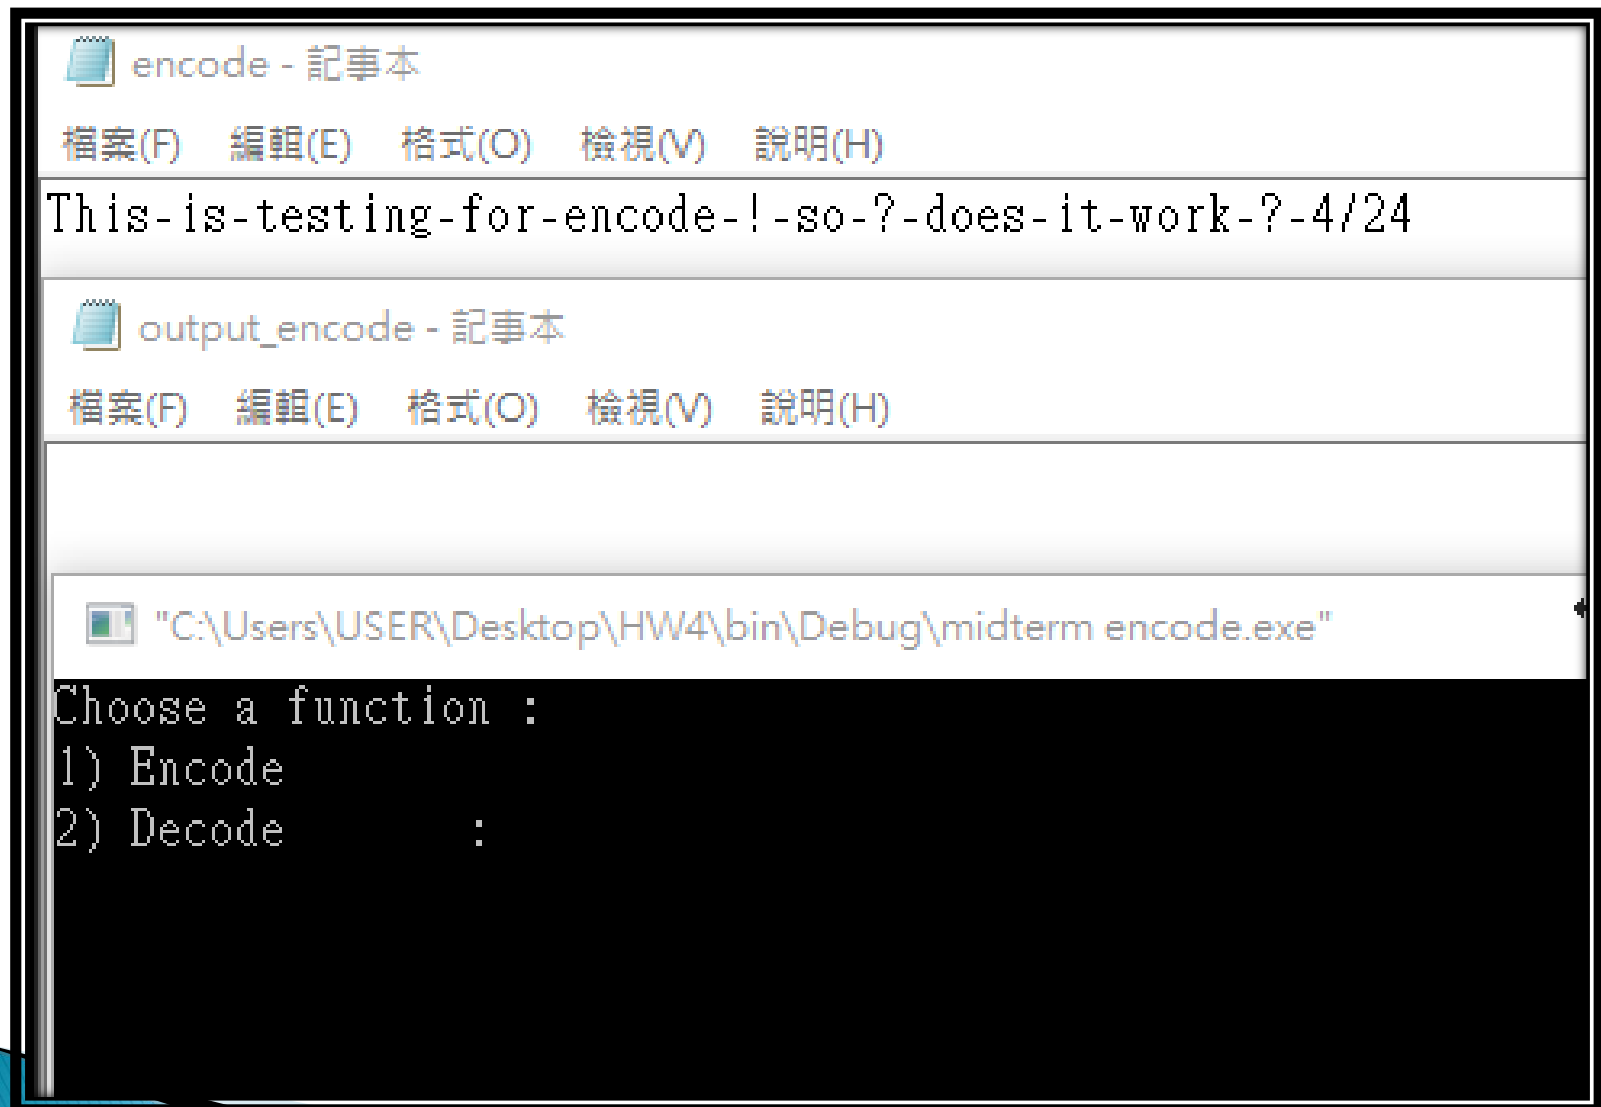 encode - 記事本
檔案(F) 編輯(E) 格式(O) 檢視(V) 說明(H)
This-is-testing-for-encode-!-so-?-does-it-work-?-4/24
output_encode - 記事本
檔案(F) 編輯(E) 格式(O) 檢視(V) 說明(H)
"C:\Users\USER\Desktop\HW4\bin\Debug\midterm encode.exe"
Choose a function :
1) Encode
2) Decode       :